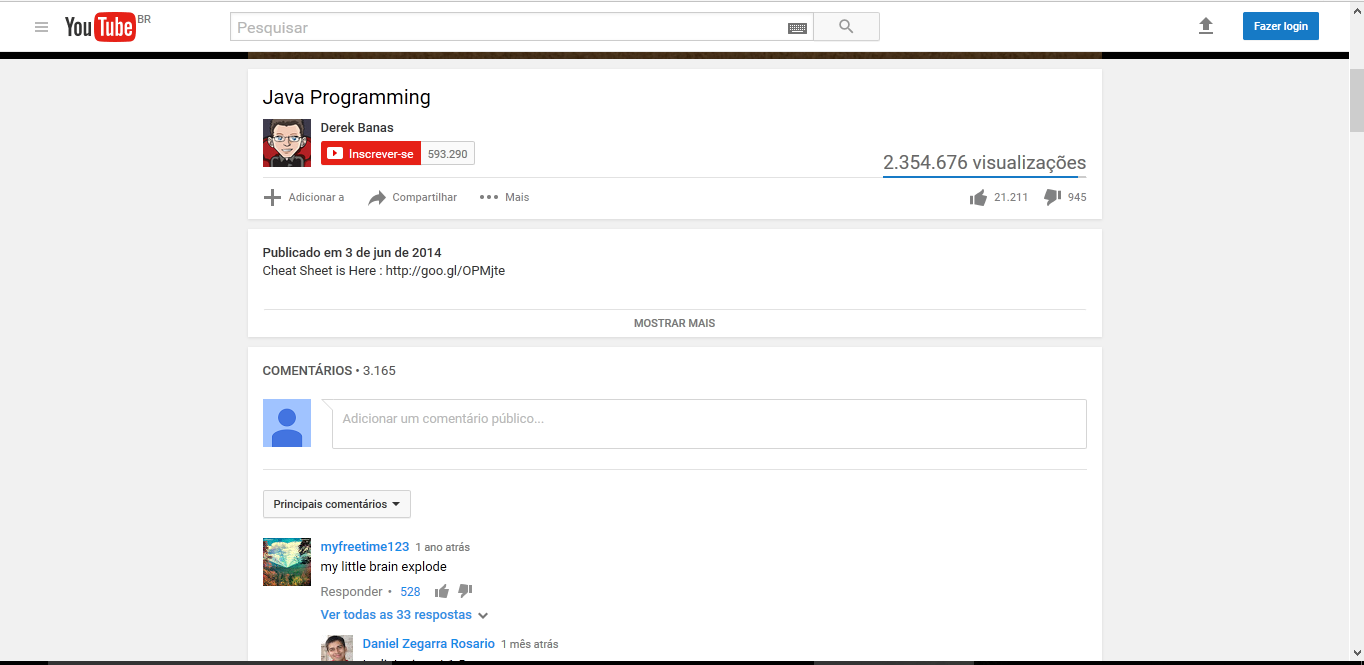 YouTube BR
Pesquisar
Fazer login
Java Programming
Derek Banas
Inscrever-se 593.290
2.354.676 visualizações
Adicionar a Compartilhar Mais 21.211 945
Publicado em 3 de jun de 2014
Cheat Sheet is Here : http://goo.gl/OPMjte
MOSTRAR MAIS
COMENTÁRIOS • 3.165
Adicionar um comentário público...
Principais comentários
myfreetime123 1 ano atrás
my little brain explode
Responder • 528
Ver todas as 33 respostas
Daniel Zegarra Rosario 1 mês atrás